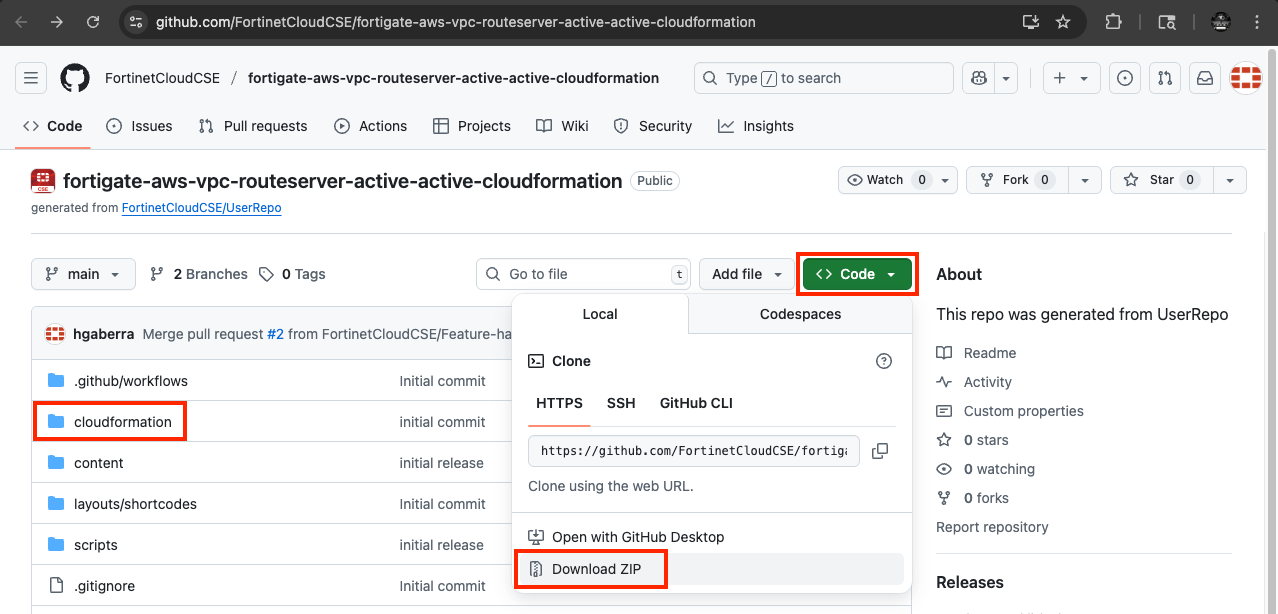 github.com/FortinetCloudCSE/fortigate-aws-vpc-routeserver-active-active-cloudformation
FortinetCloudCSE / fortigate-aws-vpc-routeserver-active-active-cloudformation
Type / to search
Code Issues Pull requests Actions Projects Wiki Security Insights
CSE fortigate-aws-vpc-routeserver-active-active-cloudformation Public
Watch 0 Fork 0 Star 0
generated from FortinetCloudCSE/UserRepo
main 2 Branches 0 Tags Go to file t Add file <> Code
About
This repo was generated from UserRepo
Readme
Activity
Custom properties
0 stars
0 watching
0 forks
Report repository
Releases
hgaberra Merge pull request #2 from FortinetCloudCSE/Feature-ha
.github/workflows Initial commit
cloudformation initial commit
content initial release
layouts/shortcodes Initial commit
scripts initial release
.gitignore Initial commit
Local Codespaces
Clone
HTTPS SSH GitHub CLI
https://github.com/FortinetCloudCSE/fortiga
Clone using the web URL.
Open with GitHub Desktop
Download ZIP